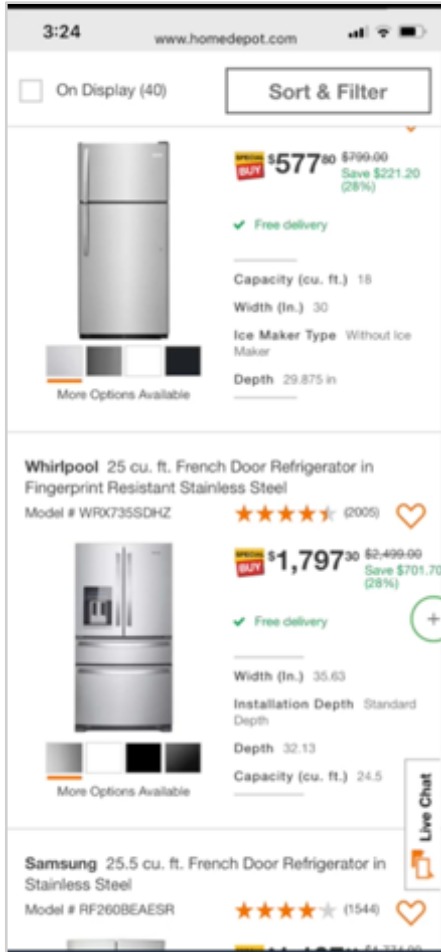 3:24
www.homedepot.com
On Display (40)
Sort & Filter
SPECIAL BUY $577 80 $799.00
Save $221.20
(28%)
✓ Free delivery
Capacity (cu. ft.) 18
Width (In.) 30
Ice Maker Type Without Ice
Maker
Depth 29.875 in
More Options Available
Whirlpool 25 cu. ft. French Door Refrigerator in
Fingerprint Resistant Stainless Steel
Model # WRX735SDHZ
(2005)
SPECIAL BUY $1,797 30 $2,499.00
Save $701.70
(28%)
✓ Free delivery
+
Width (In.) 35.63
Installation Depth Standard
Depth
Depth 32.13
Capacity (cu. ft.) 24.5
More Options Available
Live Chat
Samsung 25.5 cu. ft. French Door Refrigerator in
Stainless Steel
Model # RF260BEAESR
(1544)